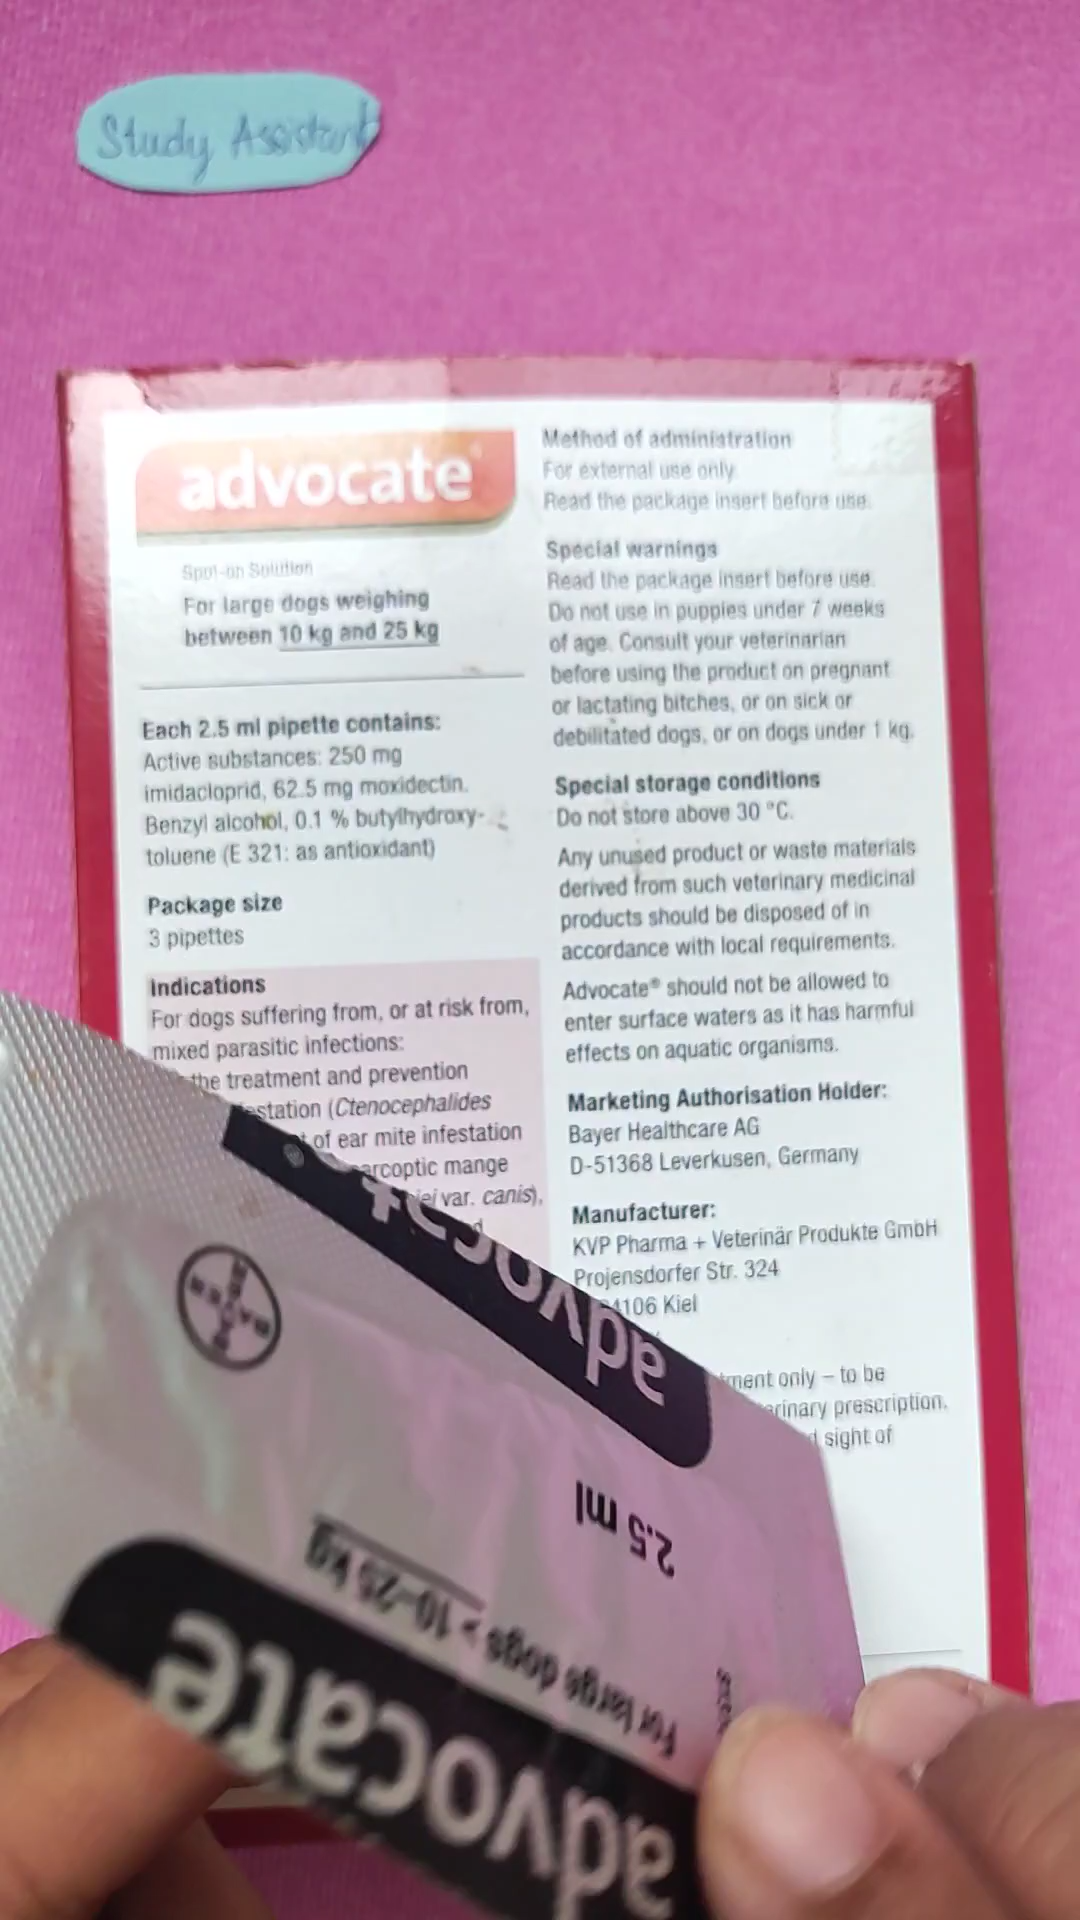 Study Assistant
advocate
Spot-on Solution
For large dogs weighing
between 10 kg and 25 kg
Each 2.5 ml pipette contains:
Active substances: 250 mg
imidacloprid, 62.5 mg moxidectin.
Benzyl alcohol, 0.1 % butylhydroxy-
toluene (E 321: as antioxidant)
Package size
3 pipettes
Indications
For dogs suffering from, or at risk from,
mixed parasitic infections:
the treatment and prevention
(Ctenocephalides
of ear mite infestation
mange
var. canis),
Method of administration
For external use only.
Read the package insert before use.
Special warnings
Read the package insert before use.
Do not use in puppies under 7 weeks
of age. Consult your veterinarian
before using the product on pregnant
or lactating bitches, or on sick or
debilitated dogs, or on dogs under 1 kg.
Special storage conditions
Do not store above 30 °C.
Any unused product or waste materials
derived from such veterinary medicinal
products should be disposed of in
accordance with local requirements.
Advocate® should not be allowed to
enter surface waters as it has harmful
effects on aquatic organisms.
Marketing Authorisation Holder:
Bayer Healthcare AG
D-51368 Leverkusen, Germany
Manufacturer:
KVP Pharma + Veterinär Produkte GmbH
Projensdorfer Str. 324
Kiel
only – to be
prescription.
sight of
BAYER
BAYER
2.5 ml
For large dogs > 10-25 kg
advocate